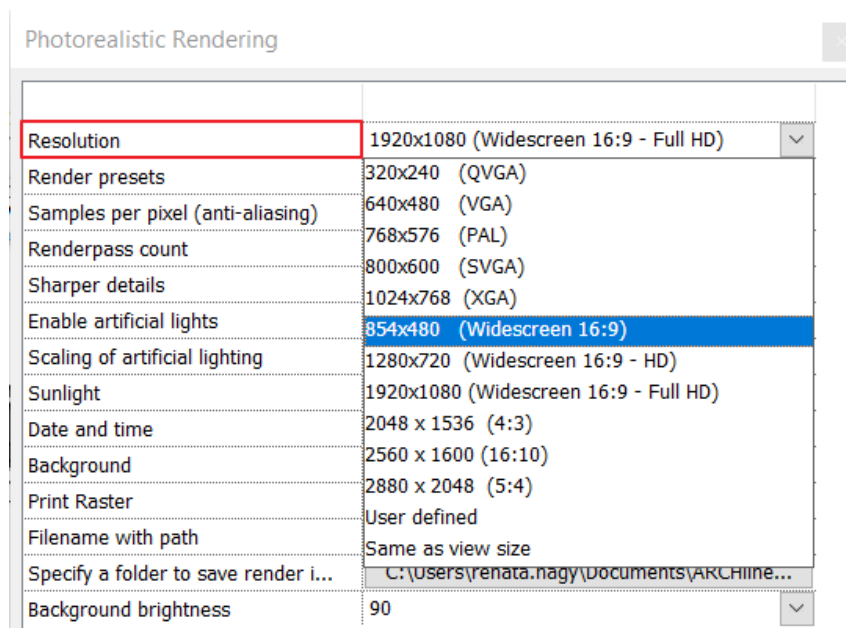 Photorealistic Rendering
Resolution 1920x1080 (Widescreen 16:9 - Full HD)
Render presets 320x240 (QVGA)
Samples per pixel (anti-aliasing) 640x480 (VGA)
Renderpass count 768x576 (PAL)
Sharper details 800x600 (SVGA)
1024x768 (XGA)
Enable artificial lights 854x480 (Widescreen 16:9)
Scaling of artificial lighting 1280x720 (Widescreen 16:9 - HD)
Sunlight 1920x1080 (Widescreen 16:9 - Full HD)
Date and time 2048 x 1536 (4:3)
Background 2560 x 1600 (16:10)
Print Raster 2880 x 2048 (5:4)
User defined
Filename with path Same as view size
Specify a folder to save render i... C:\Users\renata.nagy\Documents\ARCHline...
Background brightness 90